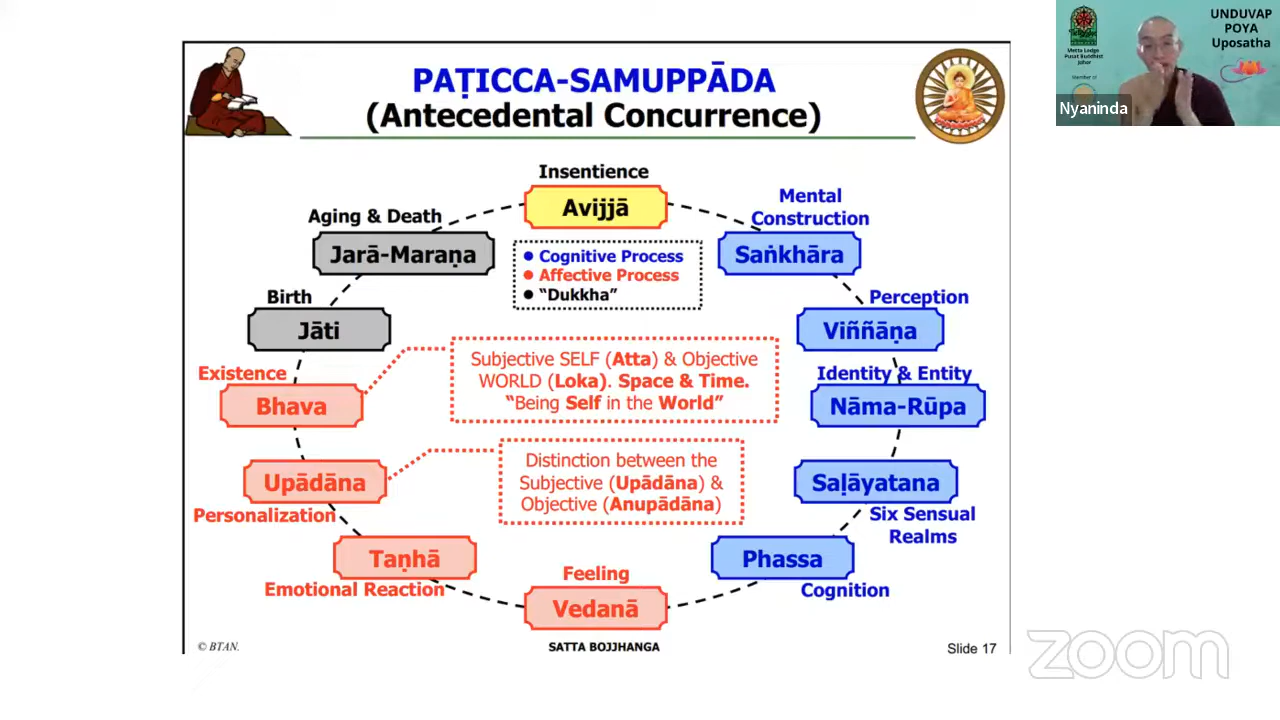 PAṬICCA-SAMUPPĀDA
(Antecedental Concurrence)
Insentience
Avijjā
Mental
Construction
Saṅkhāra
Perception
Viññāṇa
Identity & Entity
Nāma-Rūpa
Saḷāyatana
Six Sensual
Realms
Phassa
Cognition
Feeling
Vedanā
Taṇhā
Emotional Reaction
Upādāna
Personalization
Existence
Bhava
Birth
Jāti
Aging & Death
Jarā-Maraṇa
Cognitive Process
Affective Process
“Dukkha”
Subjective SELF (Atta) & Objective
WORLD (Loka). Space & Time.
“Being Self in the World”
Distinction between the
Subjective (Upādāna) &
Objective (Anupādāna)
© BTAN.
SATTA BOJJHANGA
Slide 17
Metta Lodge
Pusat Buddhist
Johor
Member of
UNDUVAP
POYA
Uposatha
Nyaninda
zoom